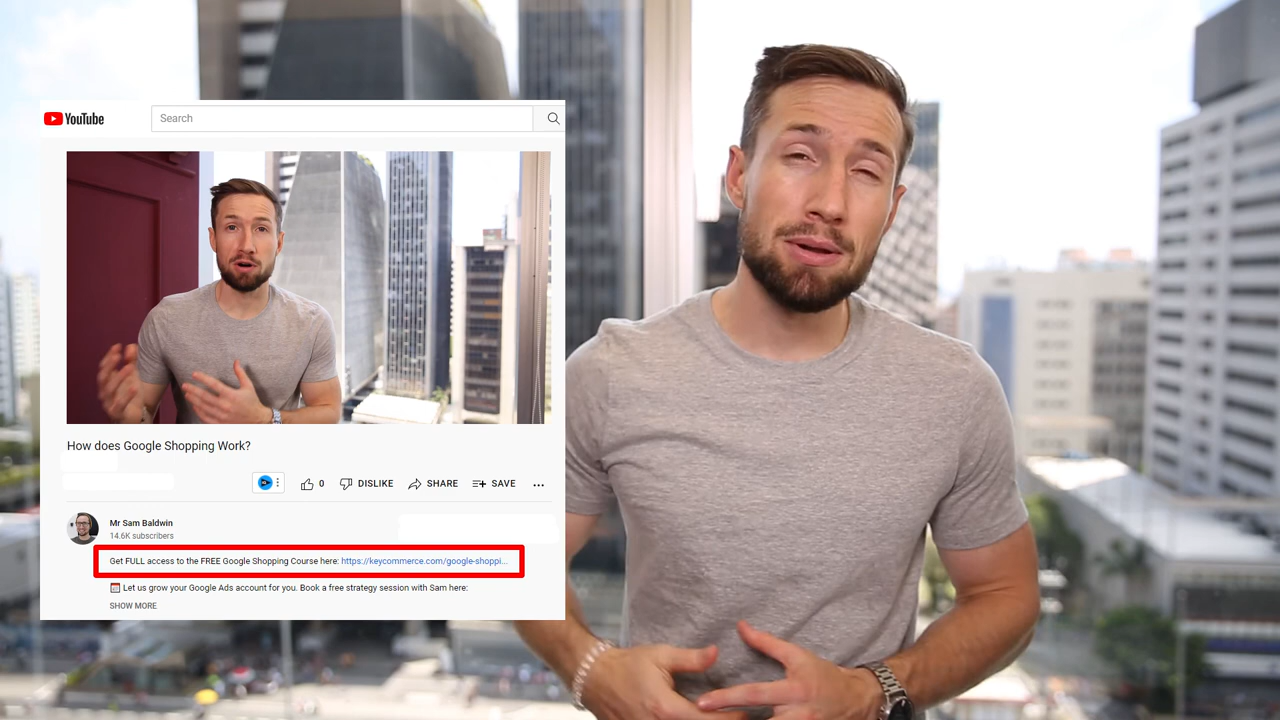 YouTube
Search
How does Google Shopping Work?
0 DISLIKE SHARE SAVE ...
Mr Sam Baldwin
14.6K subscribers
Get FULL access to the FREE Google Shopping Course here: https://keycommerce.com/google-shoppi...
Let us grow your Google Ads account for you. Book a free strategy session with Sam here:
SHOW MORE